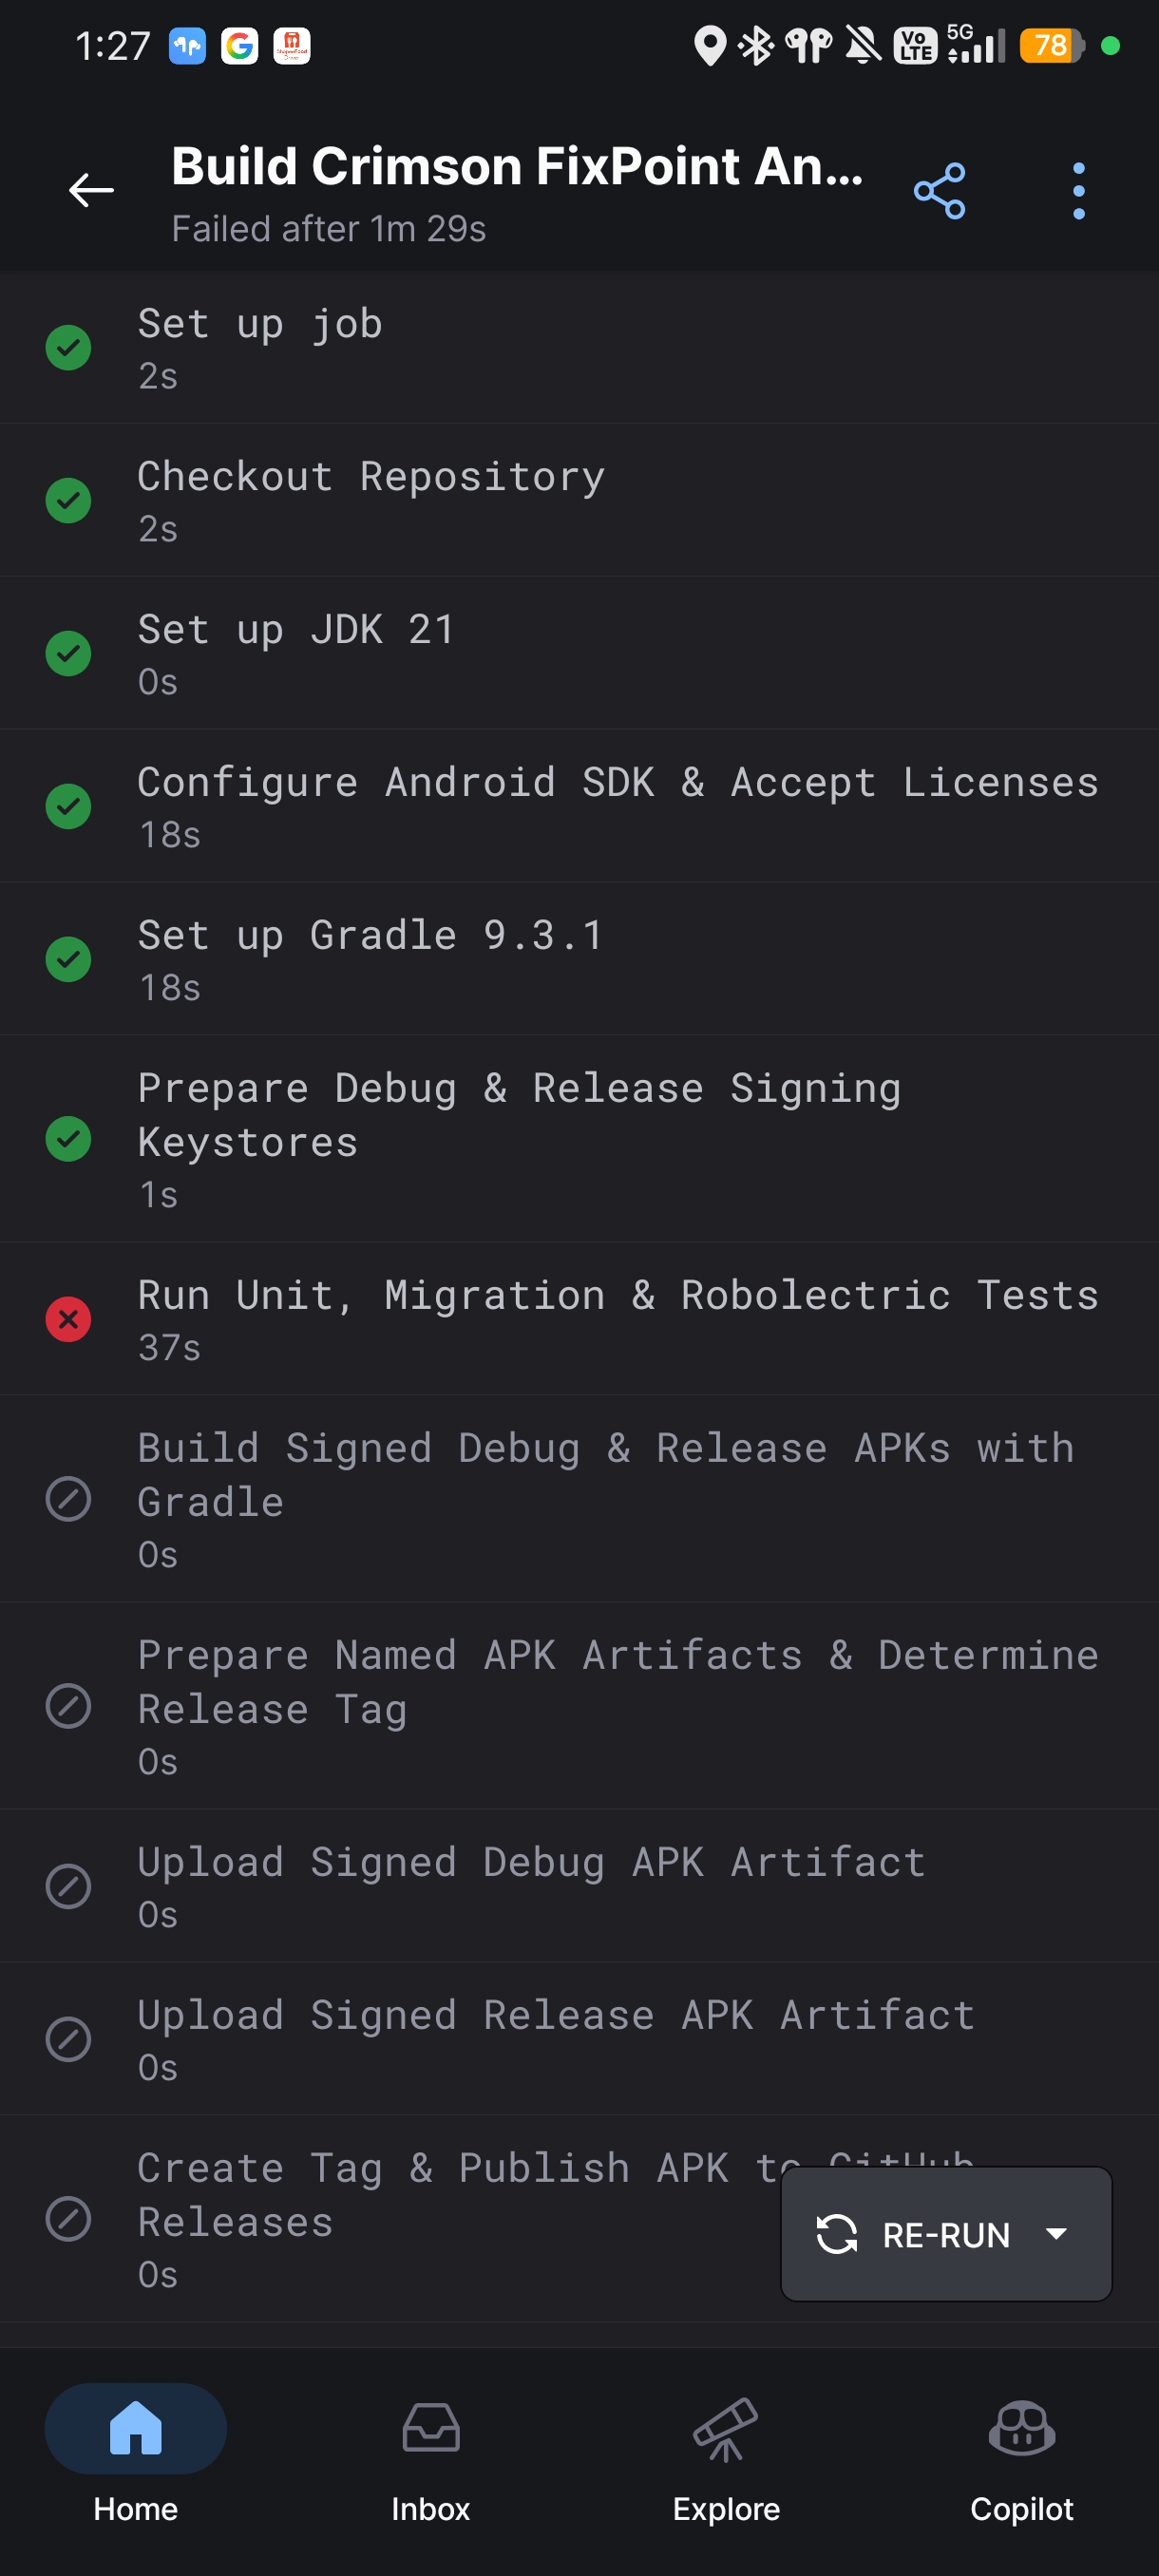 1:27
Vo
LTE
5G
78
Build Crimson FixPoint An...
Failed after 1m 29s
Set up job
2s
Checkout Repository
2s
Set up JDK 21
0s
Configure Android SDK & Accept Licenses
18s
Set up Gradle 9.3.1
18s
Prepare Debug & Release Signing
Keystores
1s
Run Unit, Migration & Robolectric Tests
37s
Build Signed Debug & Release APKs with
Gradle
0s
Prepare Named APK Artifacts & Determine
Release Tag
0s
Upload Signed Debug APK Artifact
0s
Upload Signed Release APK Artifact
0s
Create Tag & Publish APK to GitHub
Releases
0s
RE-RUN
Home
Inbox
Explore
Copilot